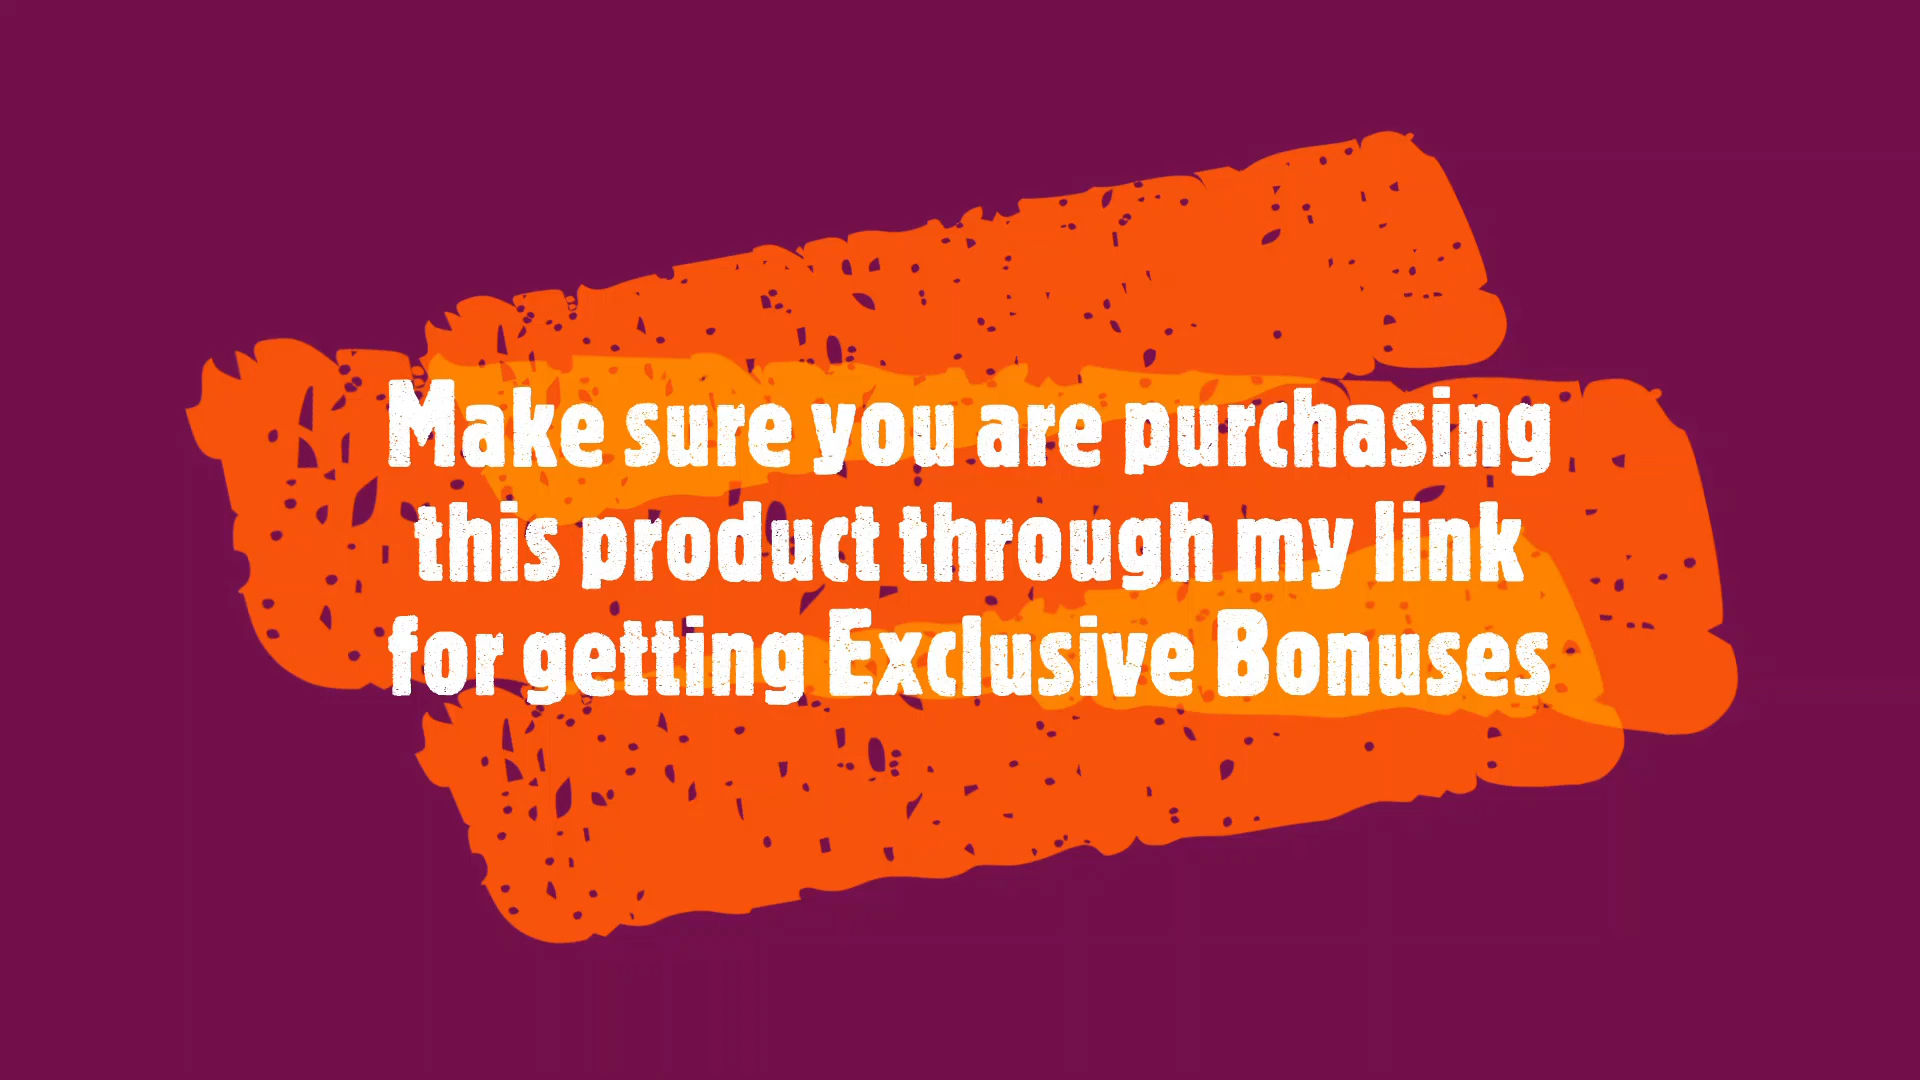 Make sure you are purchasing
this product through my link
for getting Exclusive Bonuses